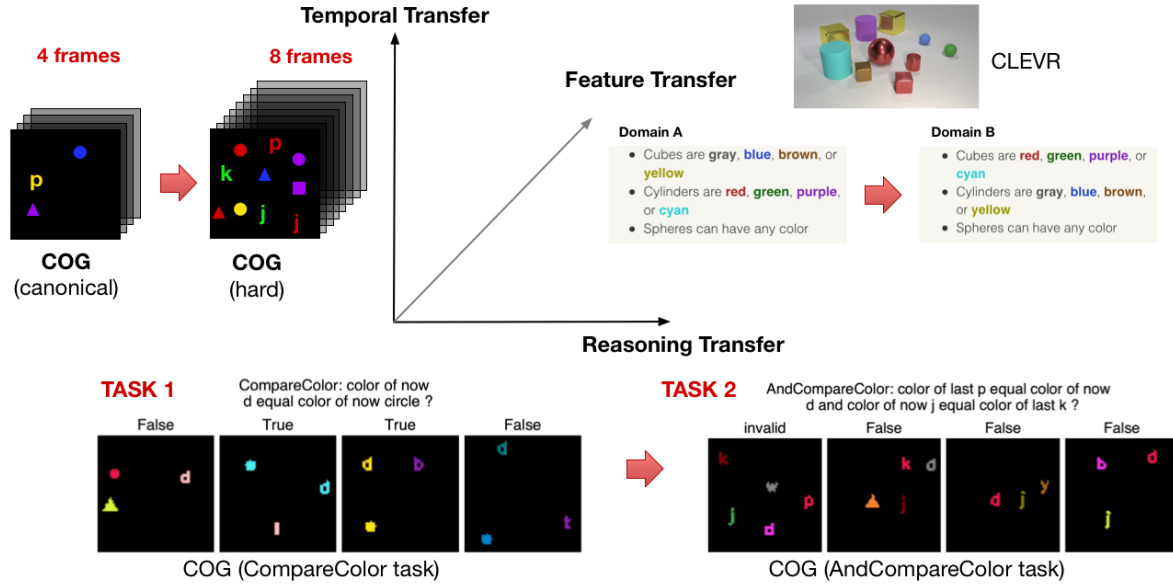 Temporal Transfer
4 frames
8 frames
p
p
k
j
j
COG
(canonical)
COG
(hard)
Feature Transfer
CLEVR
Domain A
• Cubes are gray, blue, brown, or
yellow
• Cylinders are red, green, purple,
or cyan
• Spheres can have any color
Domain B
• Cubes are red, green, purple, or
cyan
• Cylinders are gray, blue, brown,
or yellow
• Spheres can have any color
Reasoning Transfer
TASK 1
CompareColor: color of now
d equal color of now circle ?
False
True
True
False
d
d
l
d
b
d
t
COG (CompareColor task)
TASK 2
AndCompareColor: color of last p equal color of now
d and color of now j equal color of last k ?
invalid
False
False
False
k
w
p
j
d
k
d
j
d
j
y
b
d
j
COG (AndCompareColor task)